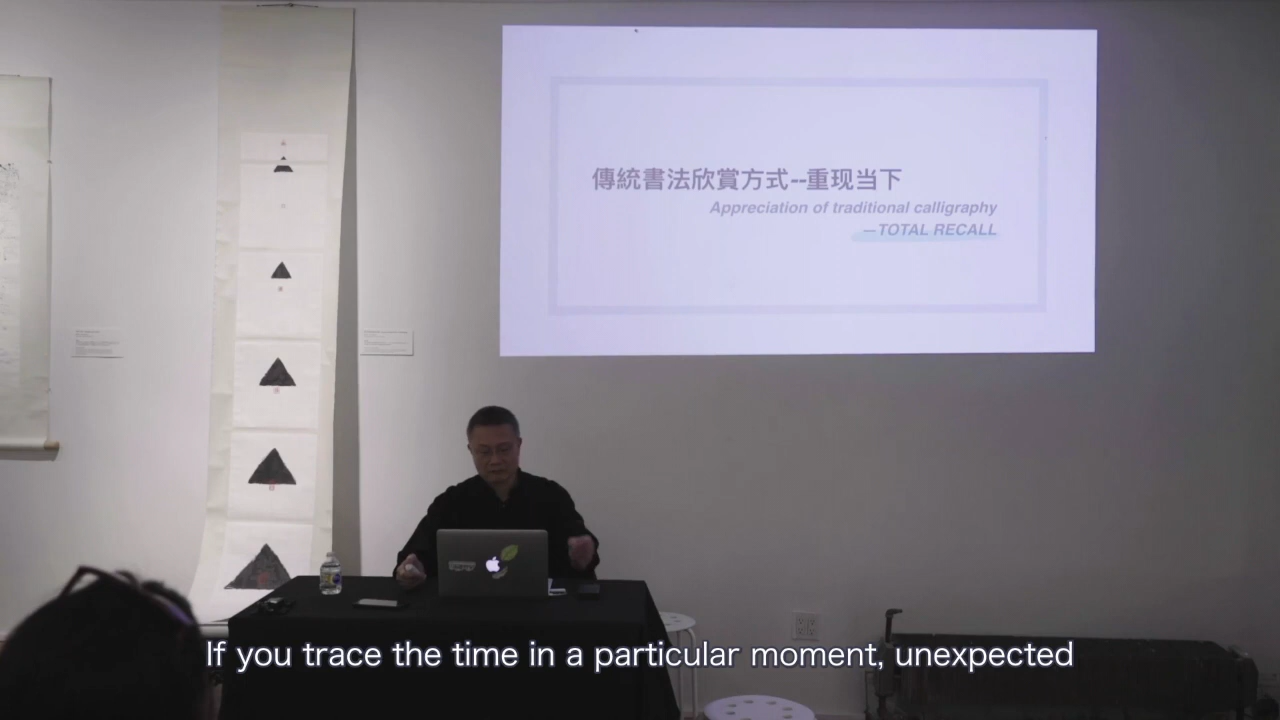 傳統書法欣賞方式--重现当下
Appreciation of traditional calligraphy
—TOTAL RECALL
If you trace the time in a particular moment, unexpected